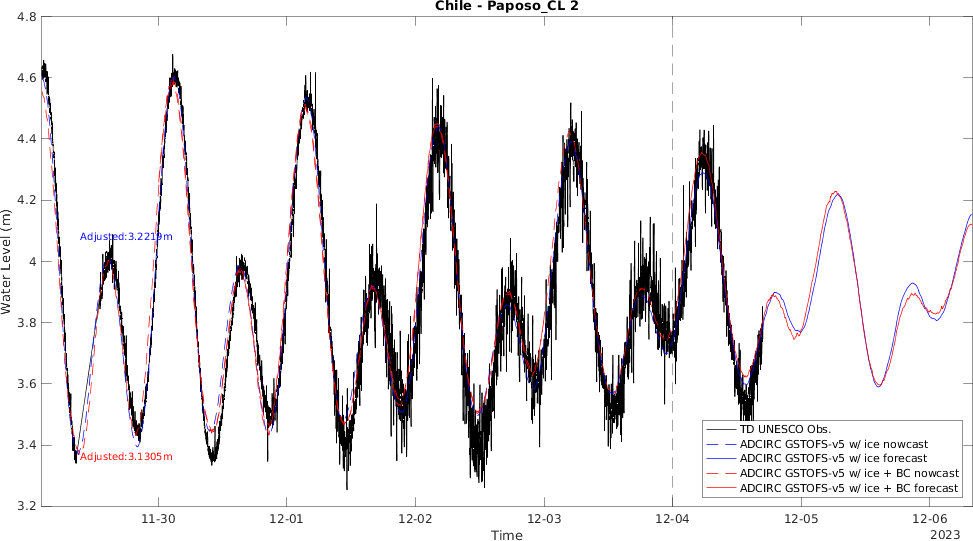 Chile - Paposo_CL 2
4.8
4.6
4.4
4.2
4
3.8
3.6
3.4
3.2
Water Level (m)
Adjusted:3.2219m
Adjusted:3.1305m
TD UNESCO Obs.
ADCIRC GSTOFS-v5 w/ ice nowcast
ADCIRC GSTOFS-v5 w/ ice forecast
ADCIRC GSTOFS-v5 w/ ice + BC nowcast
ADCIRC GSTOFS-v5 w/ ice + BC forecast
11-30 12-01 12-02 12-03 12-04 12-05 12-06
Time
2023